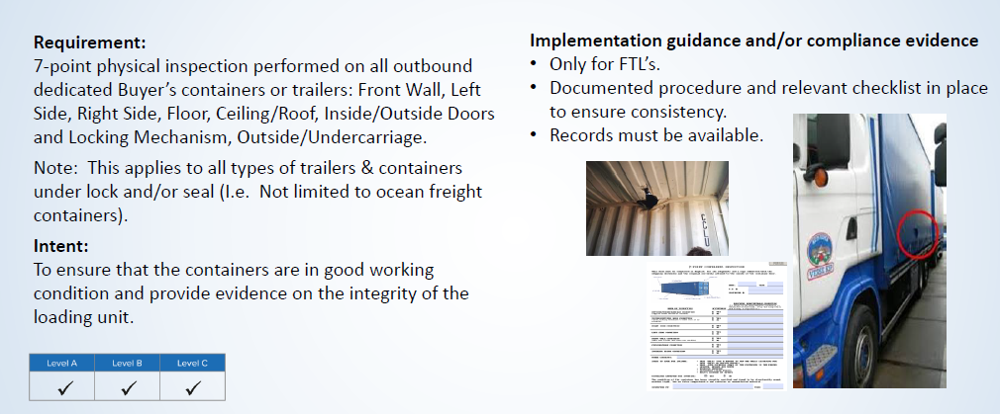 Requirement:
7-point physical inspection performed on all outbound
dedicated Buyer's containers or trailers: Front Wall, Left
Side, Right Side, Floor, Ceiling/Roof, Inside/Outside Doors
and Locking Mechanism, Outside/Undercarriage.
Note:  This applies to all types of trailers & containers
under lock and/or seal (I.e.  Not limited to ocean freight
containers).
Intent:
To ensure that the containers are in good working
condition and provide evidence on the integrity of the
loading unit.
Level A Level B Level C
✓ ✓ ✓
Implementation guidance and/or compliance evidence
• Only for FTL's.
• Documented procedure and relevant checklist in place
to ensure consistency.
• Records must be available.